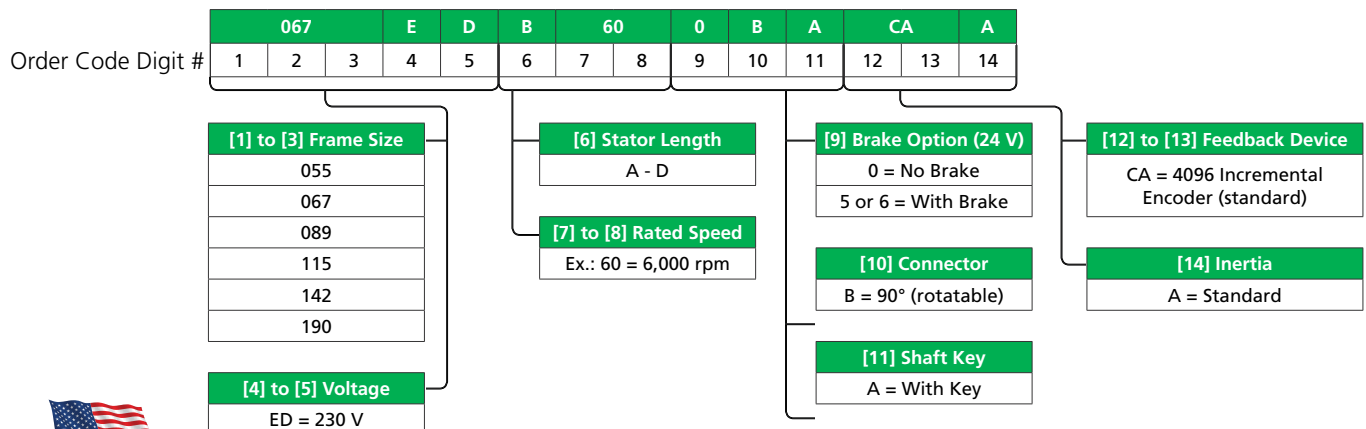 067 E D B 60 0 B A CA A
Order Code Digit # 1 2 3 4 5 6 7 8 9 10 11 12 13 14
[1] to [3] Frame Size
055
067
089
115
142
190
[4] to [5] Voltage
ED = 230 V
[6] Stator Length
A - D
[7] to [8] Rated Speed
Ex.: 60 = 6,000 rpm
[9] Brake Option (24 V)
0 = No Brake
5 or 6 = With Brake
[10] Connector
B = 90° (rotatable)
[11] Shaft Key
A = With Key
[12] to [13] Feedback Device
CA = 4096 Incremental
Encoder (standard)
[14] Inertia
A = Standard